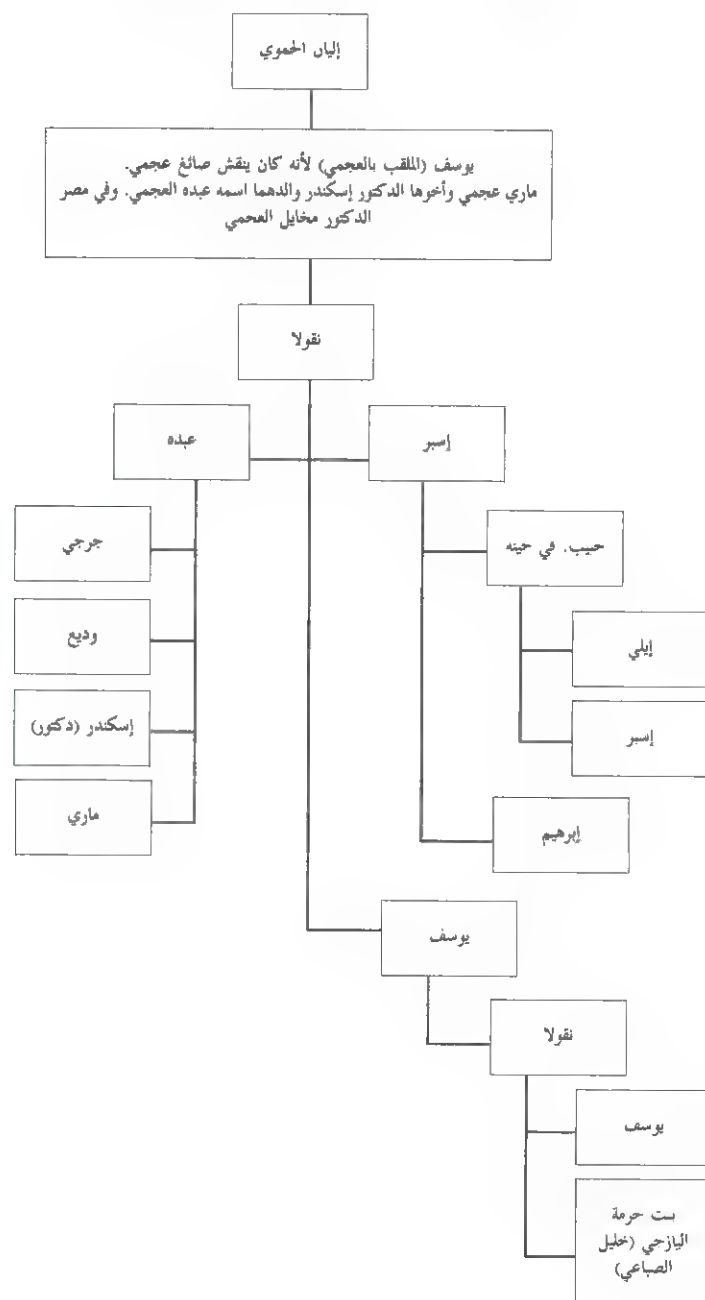 إليان الحموي
يوسف (الملقب بالعجمي) لأنه كان ينقش صائغ عجمي.
ماري عجمي وأخوها الدكتور إسكندر والدهما اسمه عبده العجمي. وفي مصر
الدكتور مخايل العجمي
نقولا
عبده
إسبر
جرجي
حبيب. في حينه
وديع
إيلي
إسكندر (دكتور)
إسبر
ماري
إبرهيم
يوسف
نقولا
يوسف
بنت حرمة
اليازجي (خليل
الصباعي)